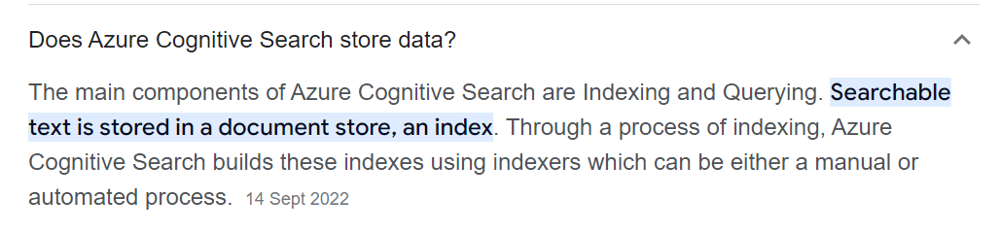 Does Azure Cognitive Search store data?
The main components of Azure Cognitive Search are Indexing and Querying. Searchable
text is stored in a document store, an index. Through a process of indexing, Azure
Cognitive Search builds these indexes using indexers which can be either a manual or
automated process. 14 Sept 2022